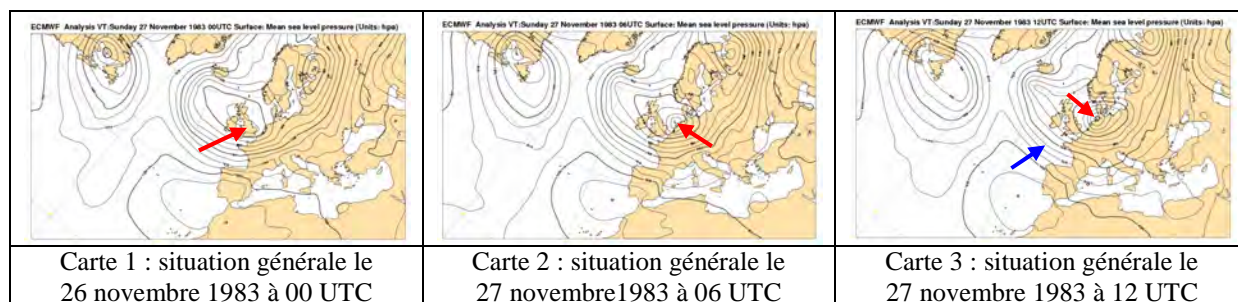 ECMWF Analysis VT:Sunday 27 November 1983 00UTC Surface: Mean sea level pressure (Units: hpa)
ECMWF Analysis VT:Sunday 27 November 1983 06UTC Surface: Mean sea level pressure (Units: hpa)
ECMWF Analysis VT:Sunday 27 November 1983 12UTC Surface: Mean sea level pressure (Units: hpa)
Carte 1 : situation générale le
26 novembre 1983 à 00 UTC
Carte 2 : situation générale le
27 novembre1983 à 06 UTC
Carte 3 : situation générale le
27 novembre 1983 à 12 UTC